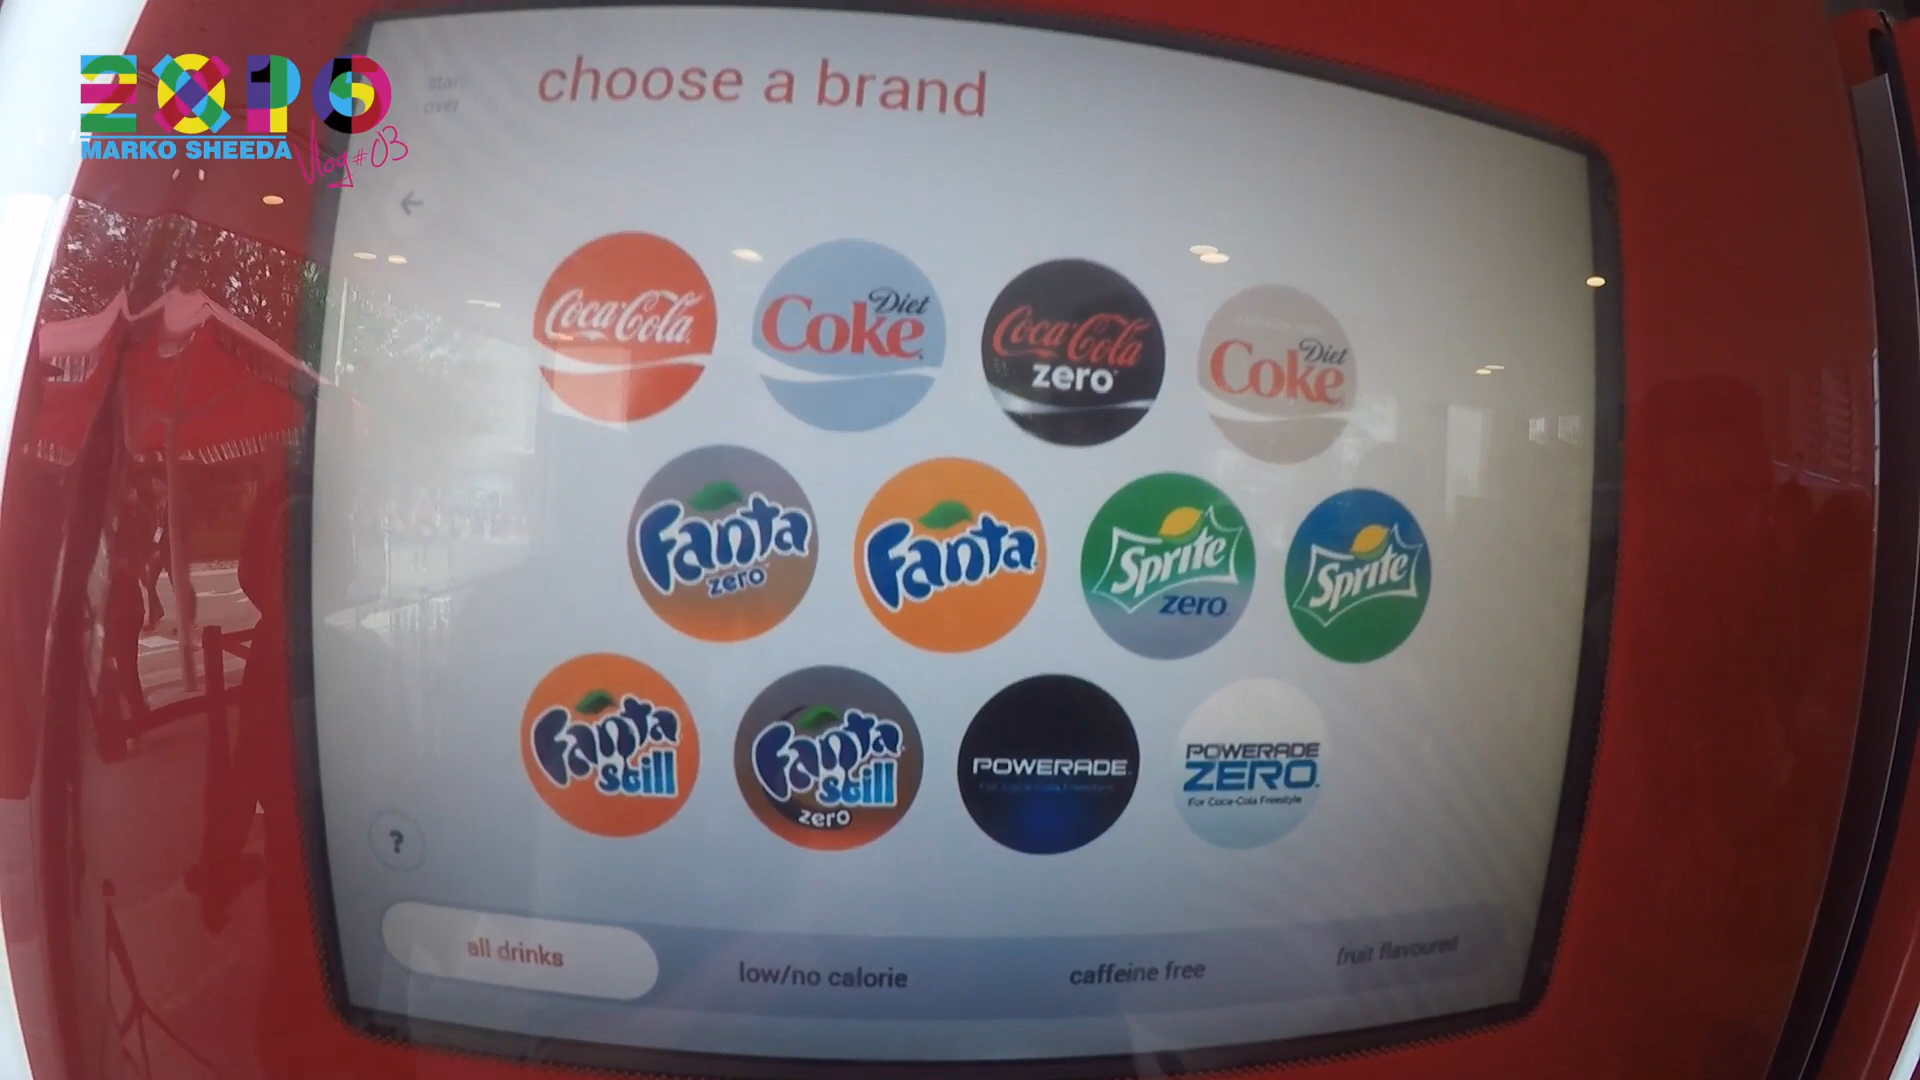 2016
MARKO SHEEDA
Vlog#03
start over
choose a brand
Coca-Cola
Diet Coke
Coca-Cola zero
Diet Coke
Fanta zero
Fanta
Sprite zero
Sprite
Fanta still
Fanta still zero
POWERADE
For Coca-Cola Freestyle
POWERADE
ZERO
For Coca-Cola Freestyle
?
all drinks
low/no calorie
caffeine free
fruit flavoured